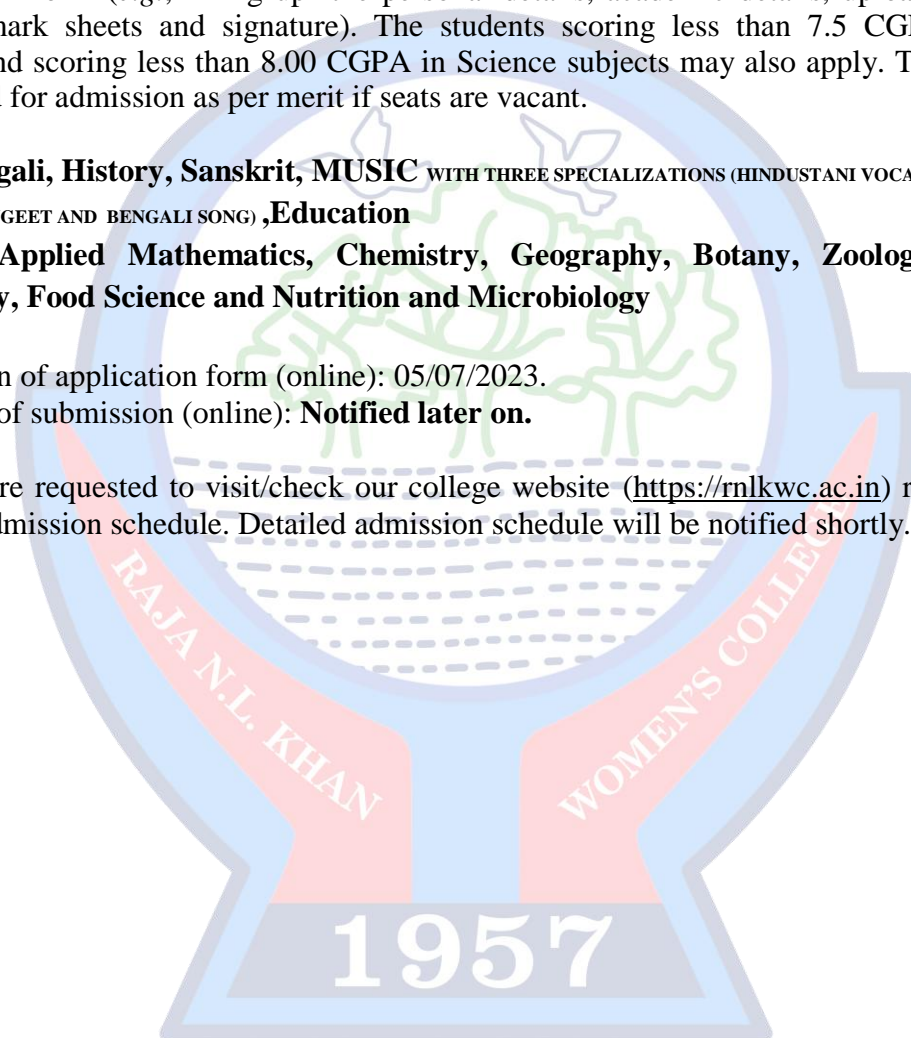 mark sheets and signature). The students scoring less than 7.5 CGP
nd scoring less than 8.00 CGPA in Science subjects may also apply. T
for admission as per merit if seats are vacant.
gali, History, Sanskrit, MUSIC WITH THREE SPECIALIZATIONS (HINDUSTANI VOCA
GEET AND BENGALI SONG) ,Education
Applied Mathematics, Chemistry, Geography, Botany, Zoolog
y, Food Science and Nutrition and Microbiology
n of application form (online): 05/07/2023.
of submission (online): Notified later on.
re requested to visit/check our college website (https://rnlkwc.ac.in) r
dmission schedule. Detailed admission schedule will be notified shortly.
RAJA N.L. KHAN
WOMEN'S COLLEGE
1957